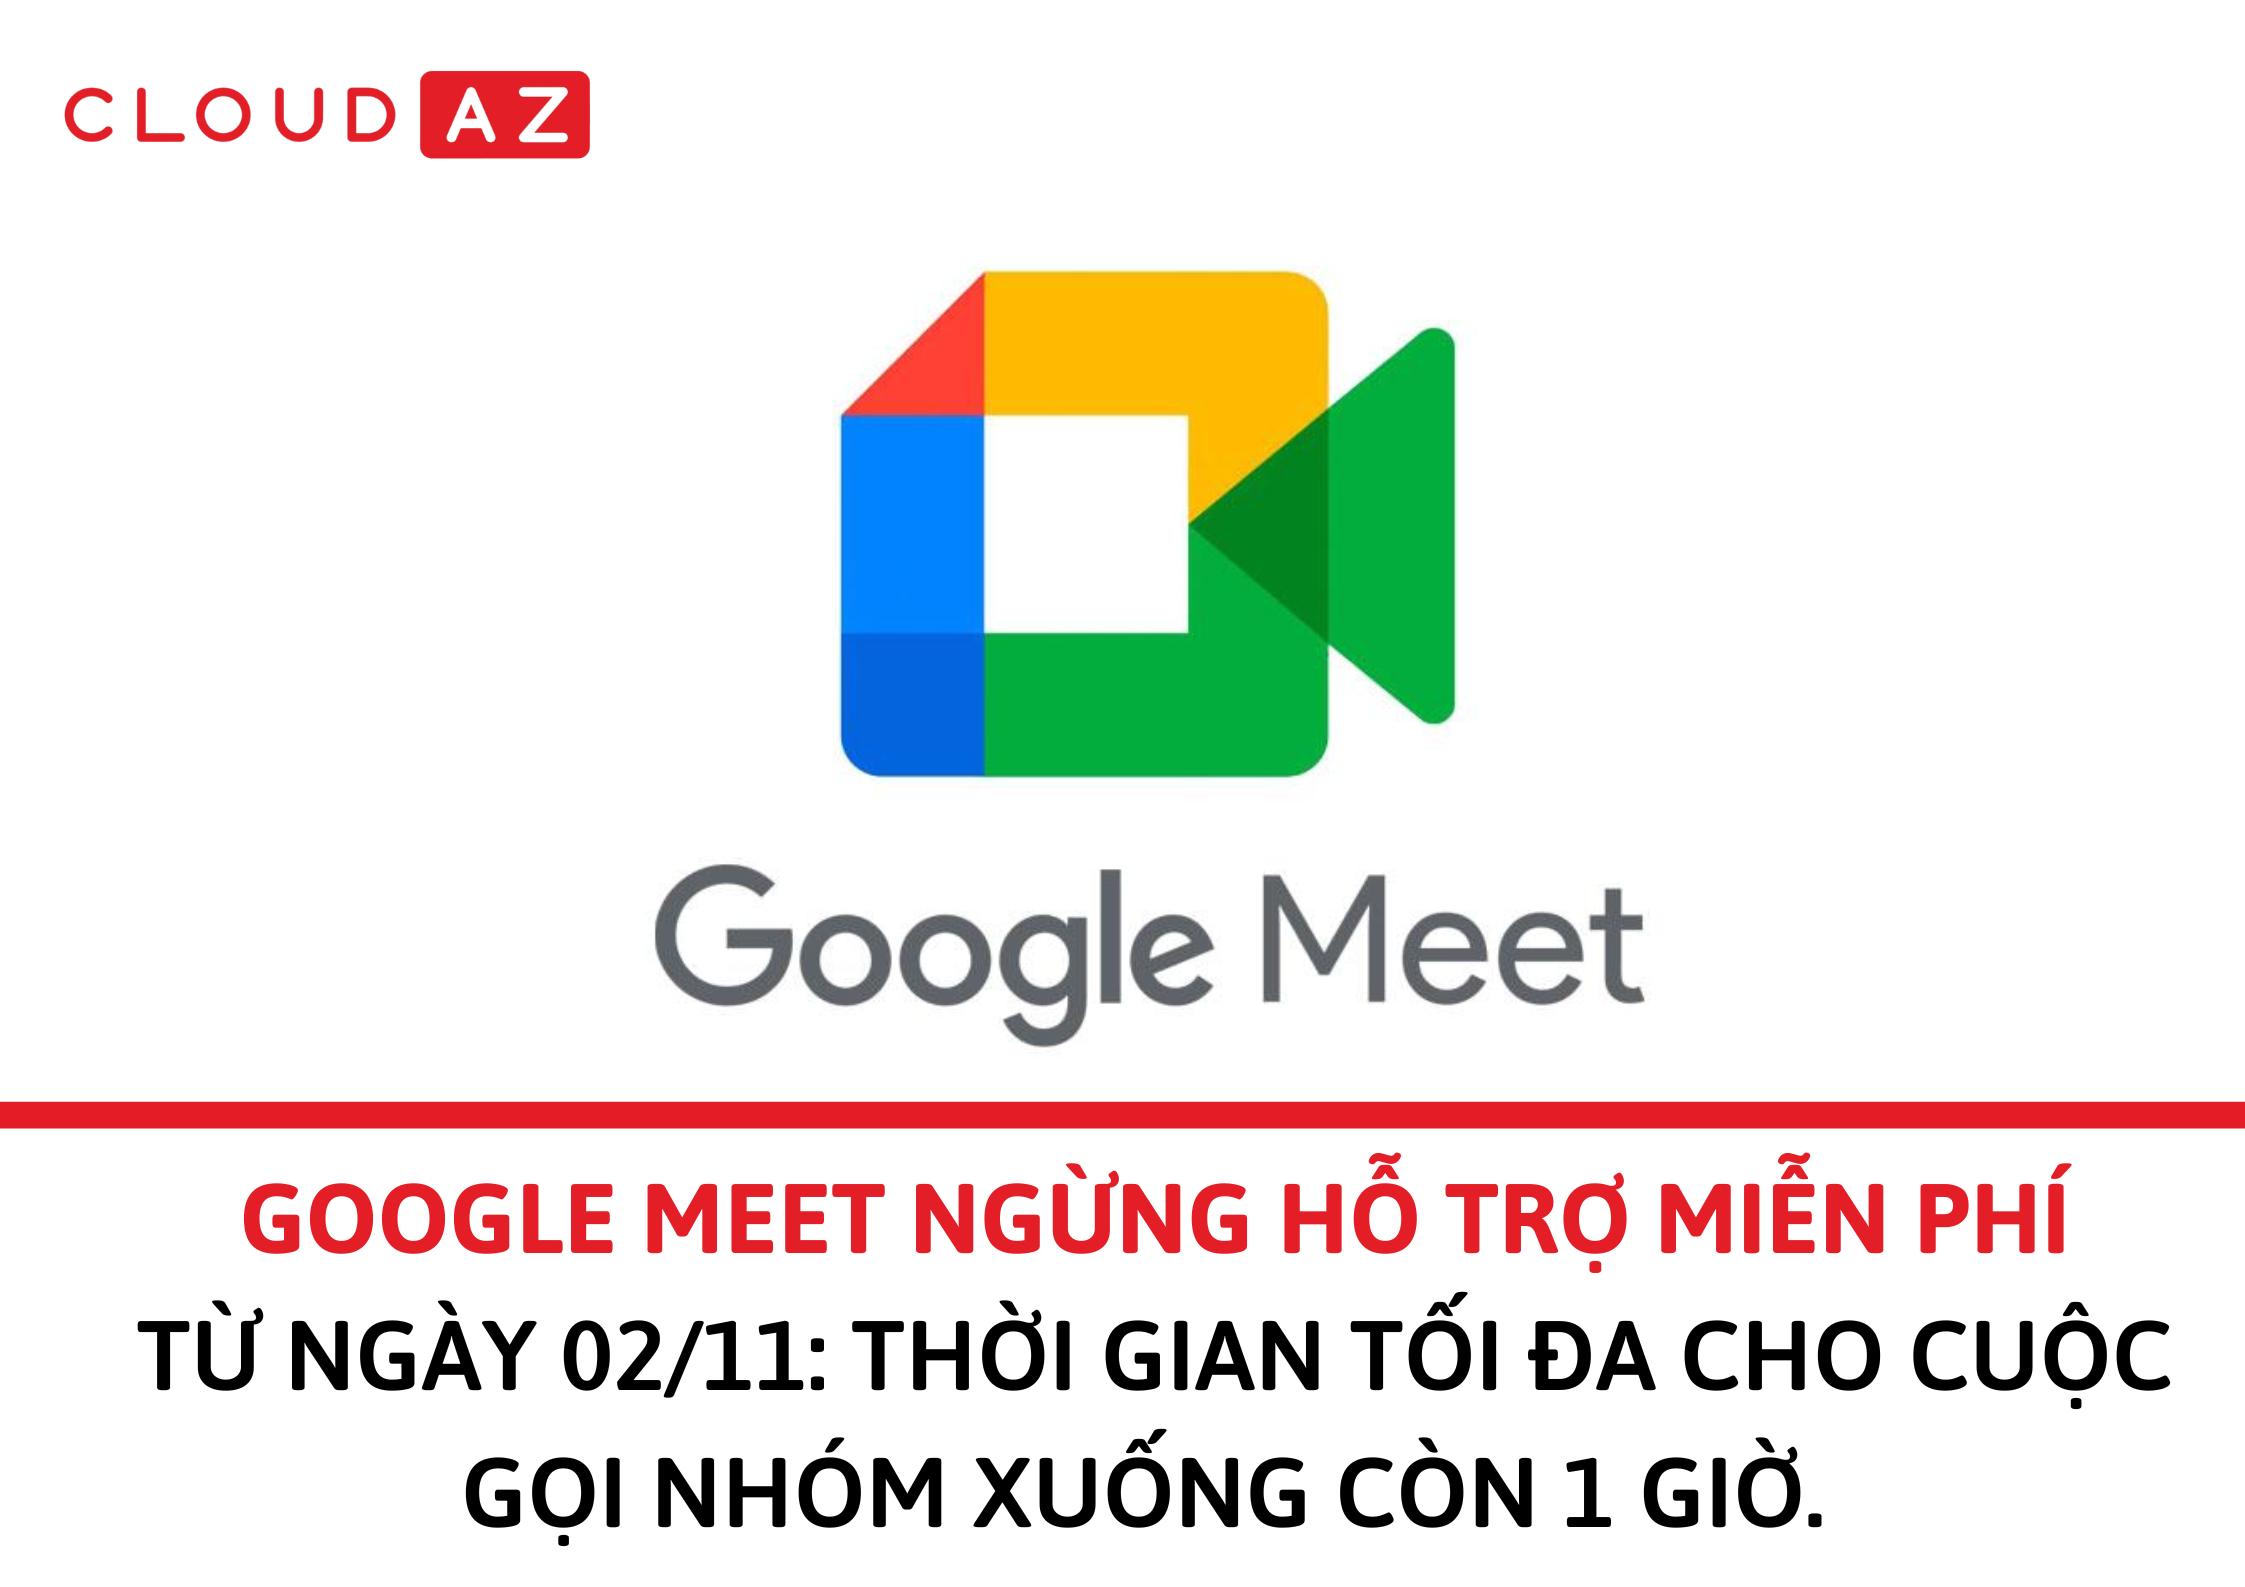 CLOUD AZ
Google Meet
GOOGLE MEET NGỪNG HỖ TRỢ MIỄN PHÍ
TỪ NGÀY 02/11: THỜI GIAN TỐI ĐA CHO CUỘC
GỌI NHÓM XUỐNG CÒN 1 GIỜ.